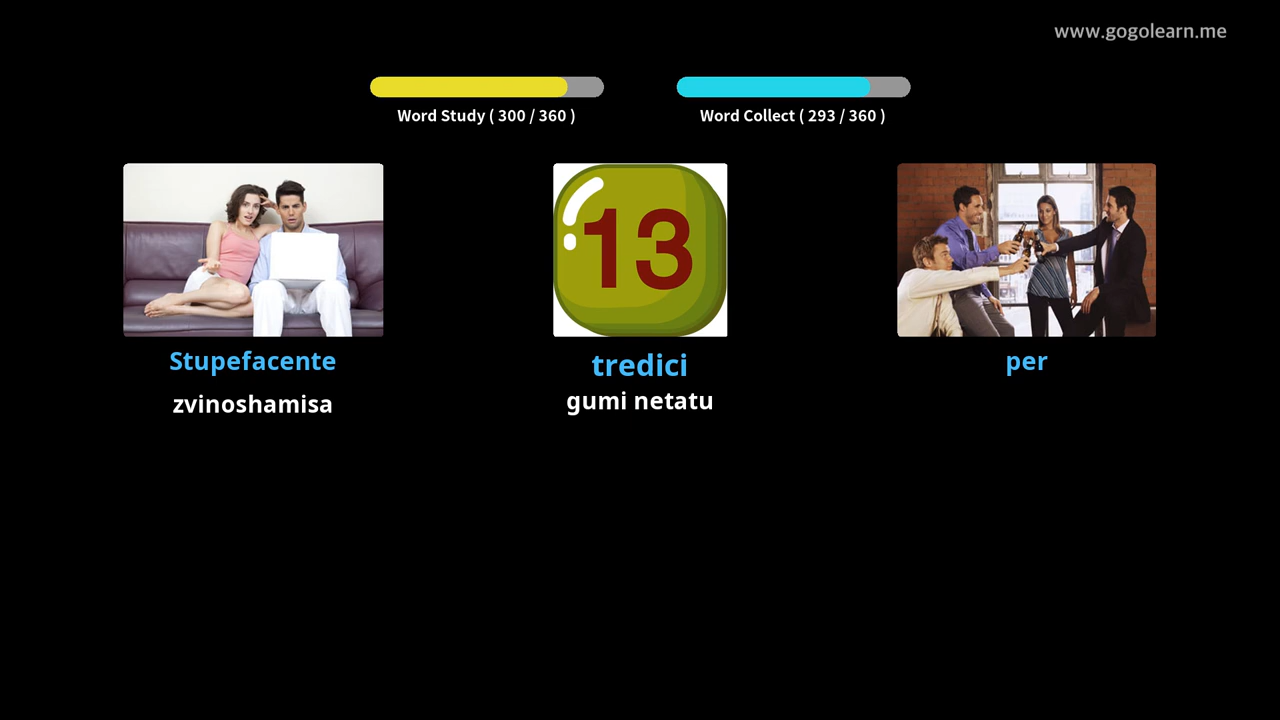 www.gogolearn.me
Word Study ( 300 / 360 )
Word Collect ( 293 / 360 )
13
Stupefacente
tredici
per
zvinoshamisa
gumi netatu